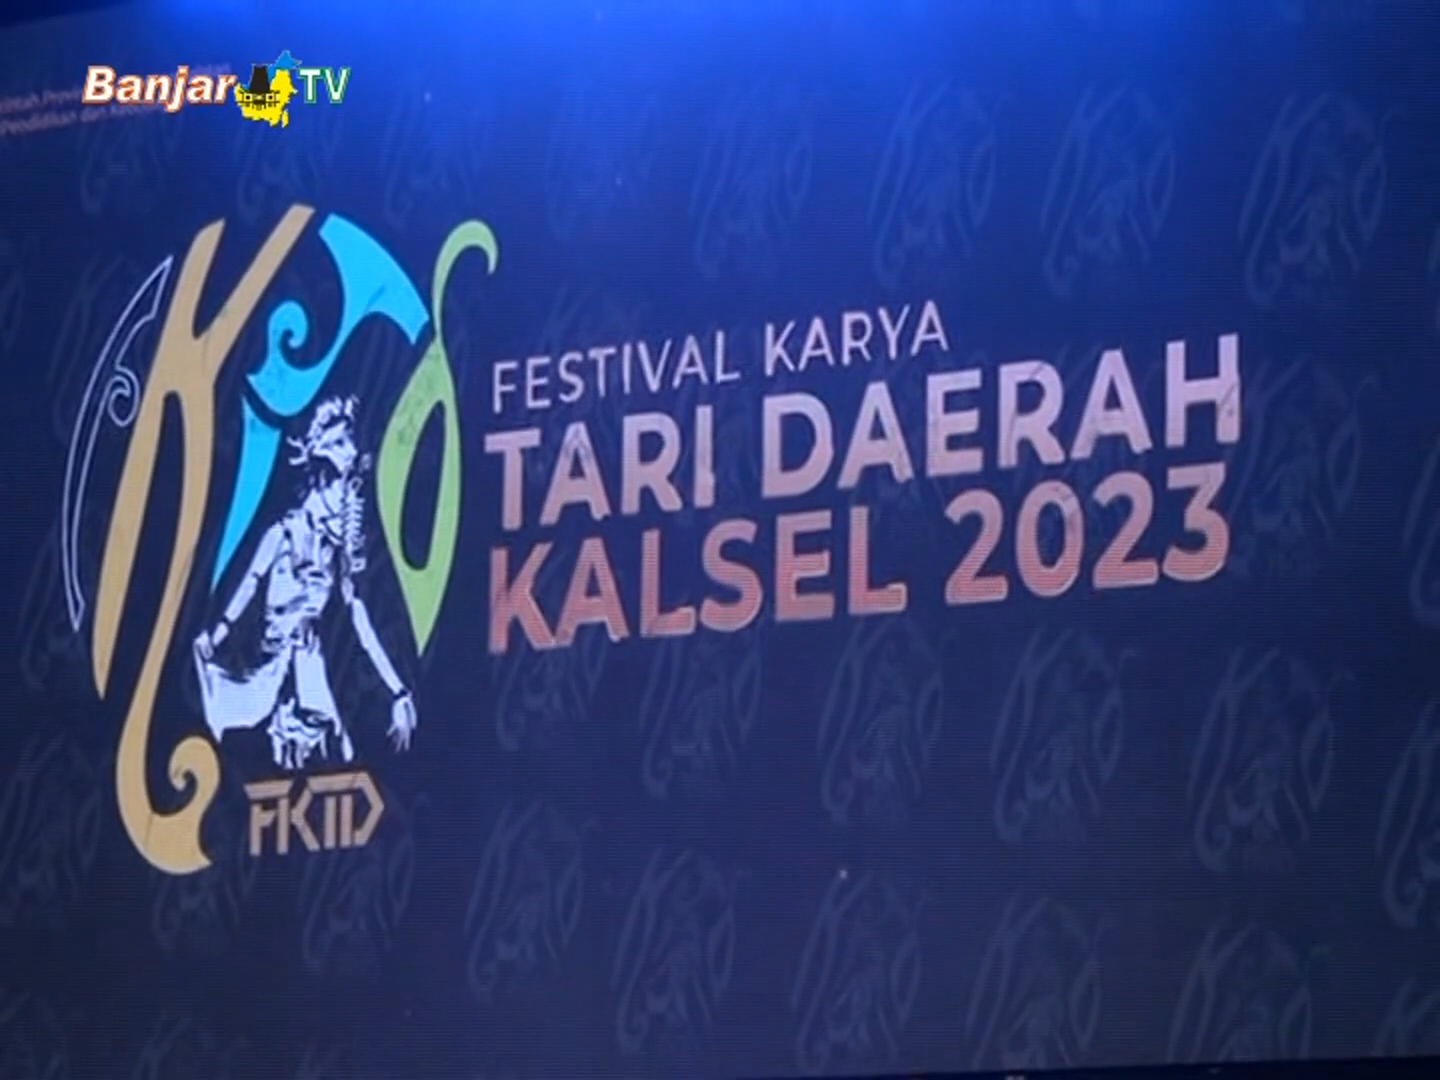 Banjar TV
FESTIVAL KARYA
TARI DAERAH
KALSEL 2023
FKTD